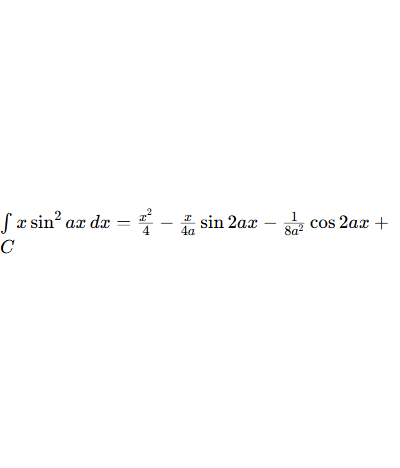 ∫ x sin² ax dx = x²/4 − x/4a sin 2ax − 1/8a² cos 2ax +
C